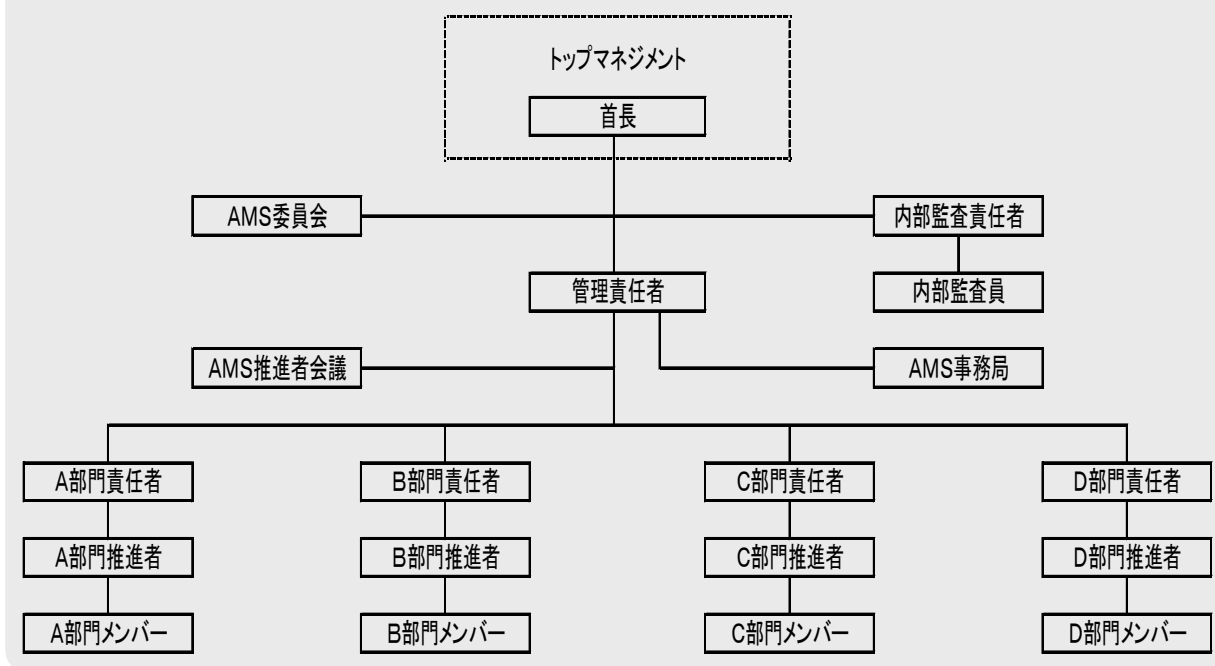 トップマネジメント
首長
AMS委員会
内部監査責任者
管理責任者
内部監査員
AMS推進者会議
AMS事務局
A部門責任者
B部門責任者
C部門責任者
D部門責任者
A部門推進者
B部門推進者
C部門推進者
D部門推進者
A部門メンバー
B部門メンバー
C部門メンバー
D部門メンバー